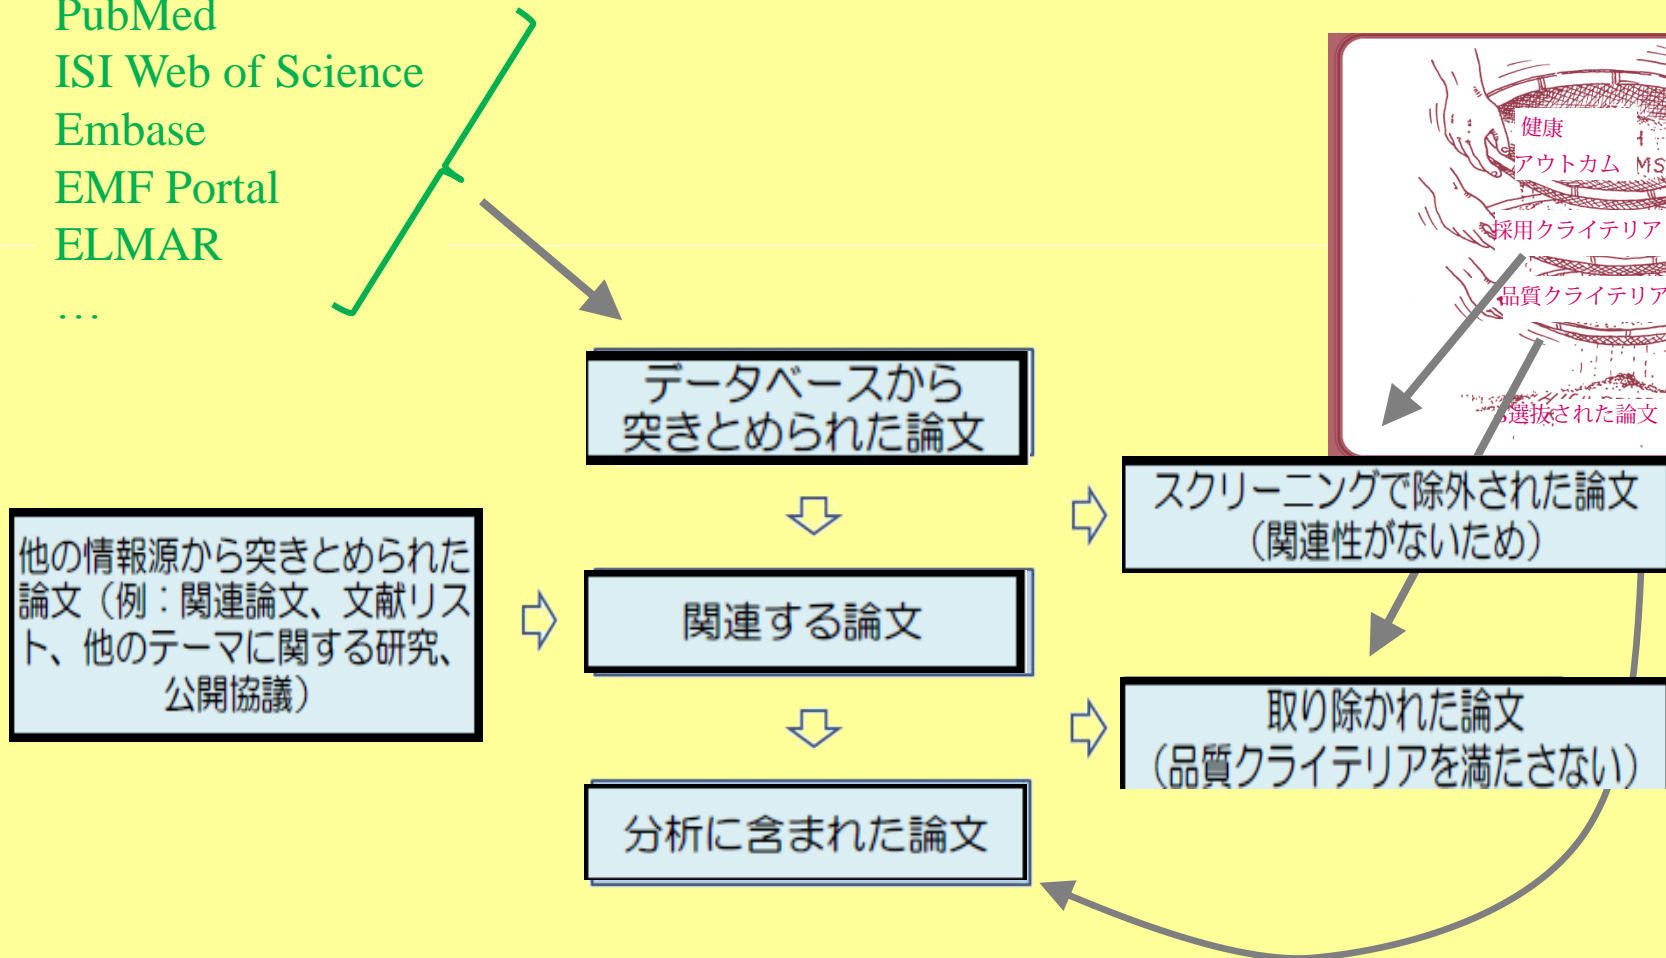 PubMed
ISI Web of Science
Embase
EMF Portal
ELMAR
…
健康
アウトカム
MS
採用クライテリア
品質クライテリア
選抜された論文
データベースから
突きとめられた論文
スクリーニングで除外された論文
(関連性がないため)
他の情報源から突きとめられた
論文(例:関連論文、文献リス
ト、他のテーマに関する研究、
公開協議)
関連する論文
取り除かれた論文
(品質クライテリアを満たさない)
分析に含まれた論文